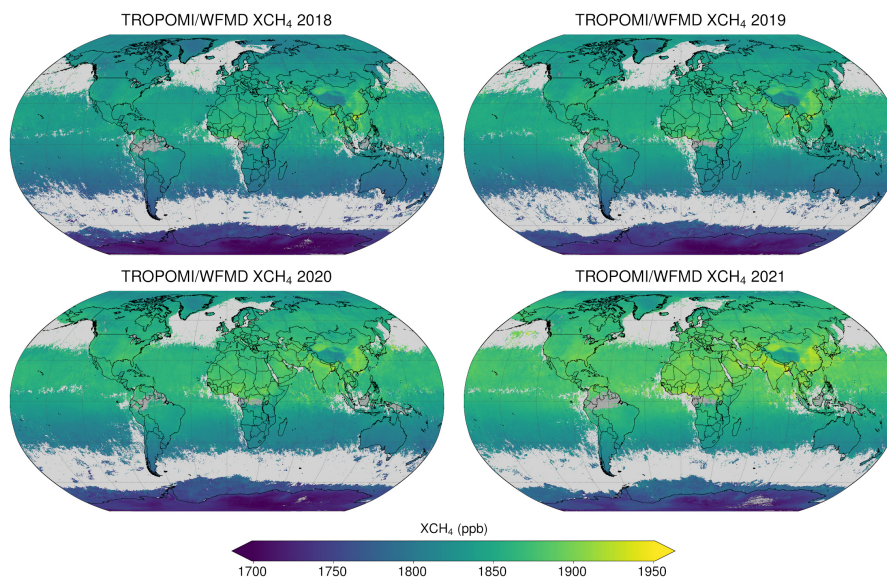 TROPOMI/WFMD XCH₄ 2018
TROPOMI/WFMD XCH₄ 2019
TROPOMI/WFMD XCH₄ 2020
TROPOMI/WFMD XCH₄ 2021
XCH₄ (ppb)
1700 1750 1800 1850 1900 1950